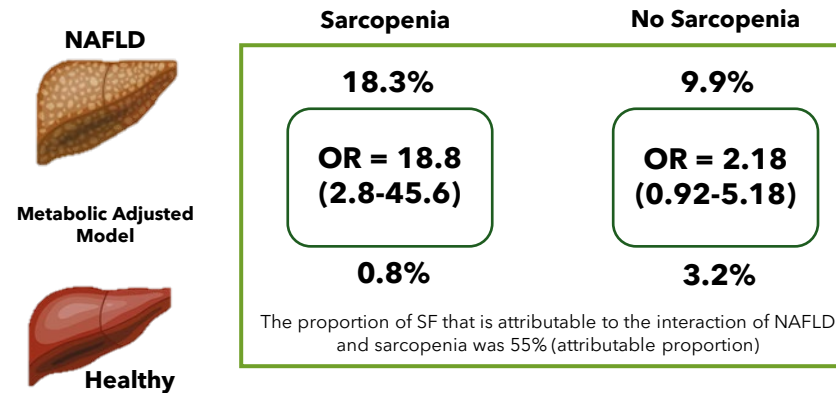 Sarcopenia
No Sarcopenia
NAFLD
18.3%
9.9%
OR = 18.8
(2.8-45.6)
OR = 2.18
(0.92-5.18)
Metabolic Adjusted
Model
0.8%
3.2%
The proportion of SF that is attributable to the interaction of NAFLD
and sarcopenia was 55% (attributable proportion)
Healthy